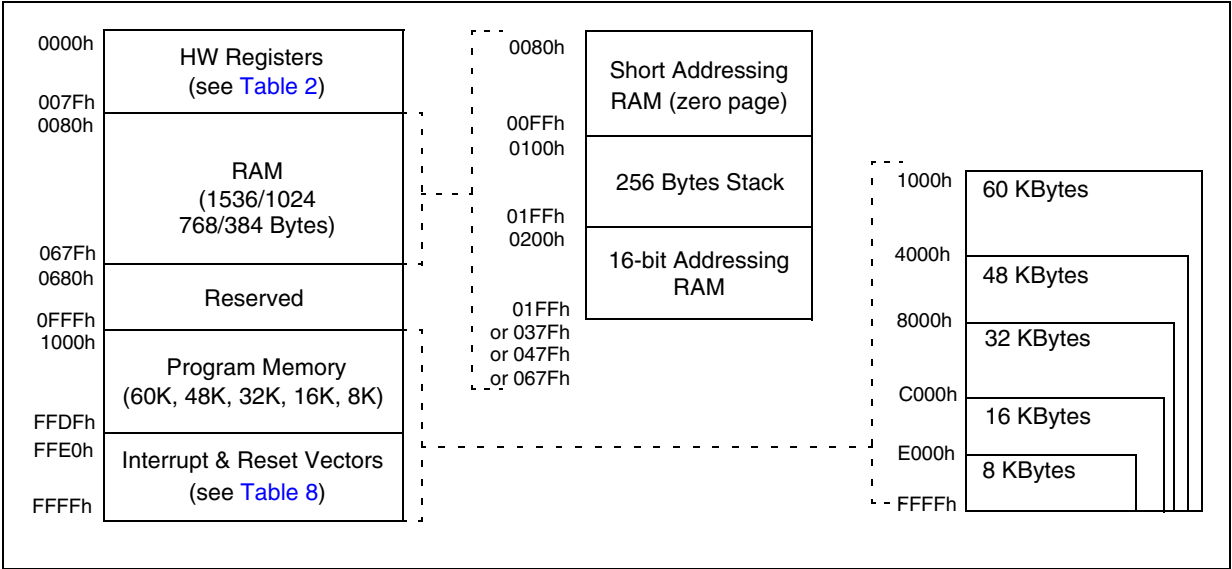 0000h
HW Registers
(see Table 2)
007Fh
0080h
RAM
(1536/1024
768/384 Bytes)
067Fh
0680h
Reserved
0FFFh
1000h
Program Memory
(60K, 48K, 32K, 16K, 8K)
FFDFh
FFE0h
Interrupt & Reset Vectors
(see Table 8)
FFFFh
0080h
Short Addressing
RAM (zero page)
00FFh
0100h
256 Bytes Stack
01FFh
0200h
16-bit Addressing
RAM
01FFh
or 037Fh
or 047Fh
or 067Fh
1000h
60 KBytes
4000h
48 KBytes
8000h
32 KBytes
C000h
16 KBytes
E000h
8 KBytes
FFFFh